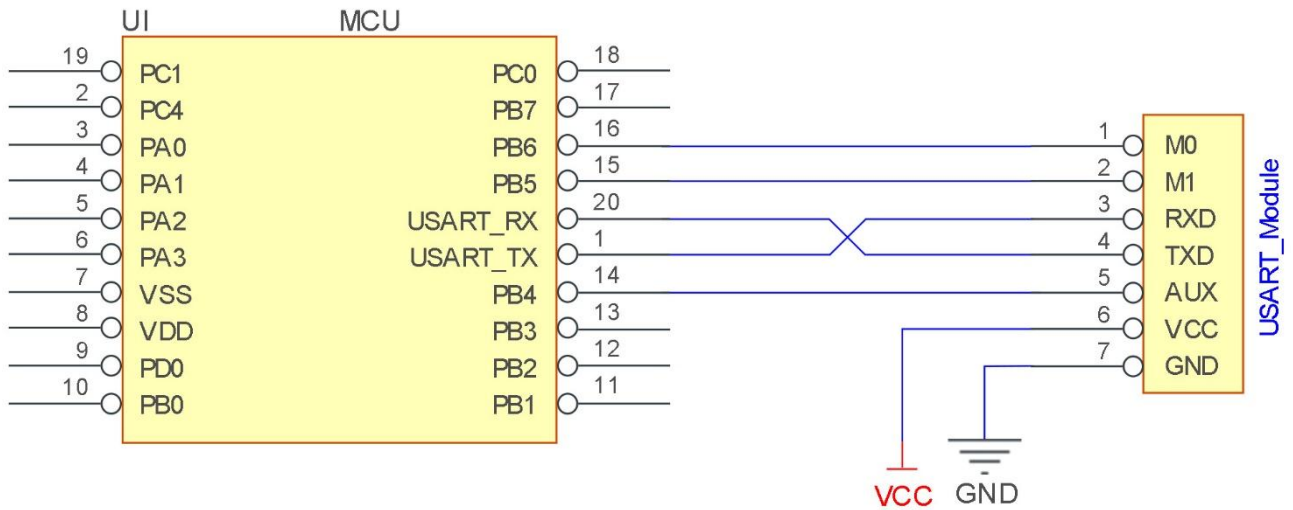 UI MCU
19 PC1 PC0 18
2 PC4 PB7 17
3 PA0 PB6 16 1 M0
4 PA1 PB5 15 2 M1
5 PA2 USART_RX 20 3 RXD
6 PA3 USART_TX 1 4 TXD
7 VSS PB4 14 5 AUX
8 VDD PB3 13 6 VCC
9 PD0 PB2 12 7 GND
10 PB0 PB1 11
USART_Module
VCC GND